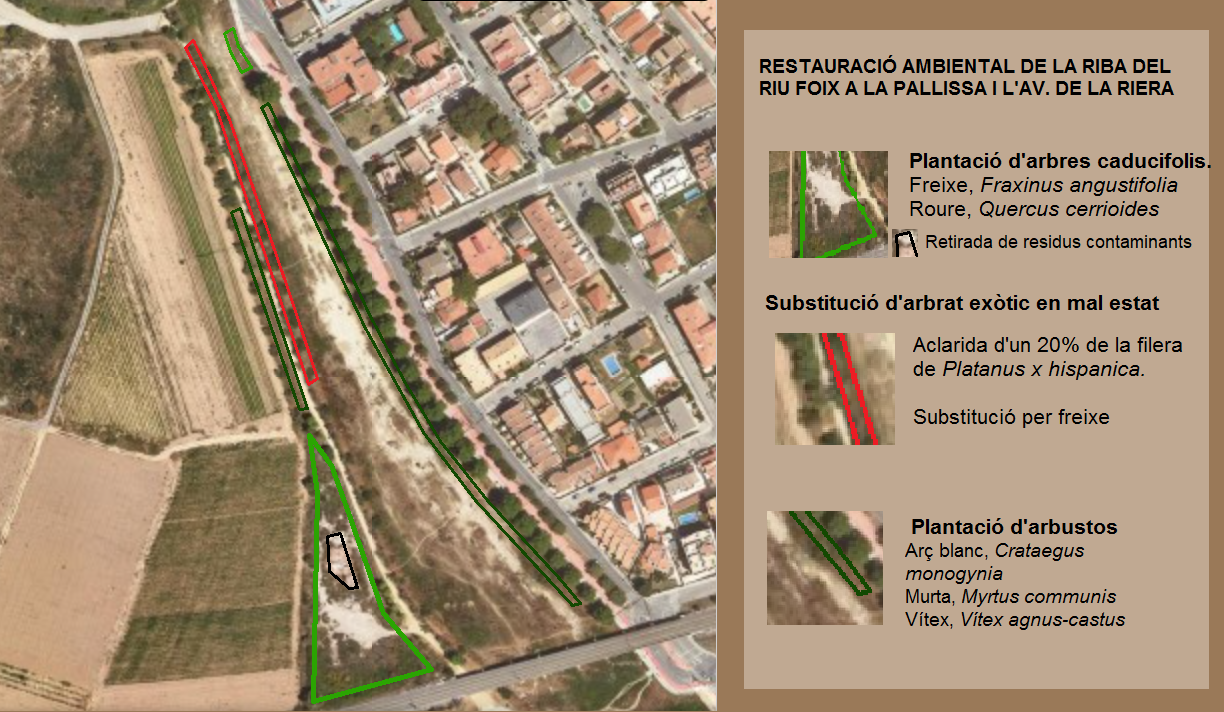 RESTAURACIÓ AMBIENTAL DE LA RIBA DEL
RIU FOIX A LA PALLISSA I L'AV. DE LA RIERA
Plantació d'arbres caducifolis.
Freixe, Fraxinus angustifolia
Roure, Quercus cerrioides
Retirada de residus contaminants
Substitució d'arbrat exòtic en mal estat
Aclarida d'un 20% de la filera
de Platanus x hispanica.
Substitució per freixe
Plantació d'arbustos
Arç blanc, Crataegus
monogynia
Murta, Myrtus communis
Vítex, Vítex agnus-castus